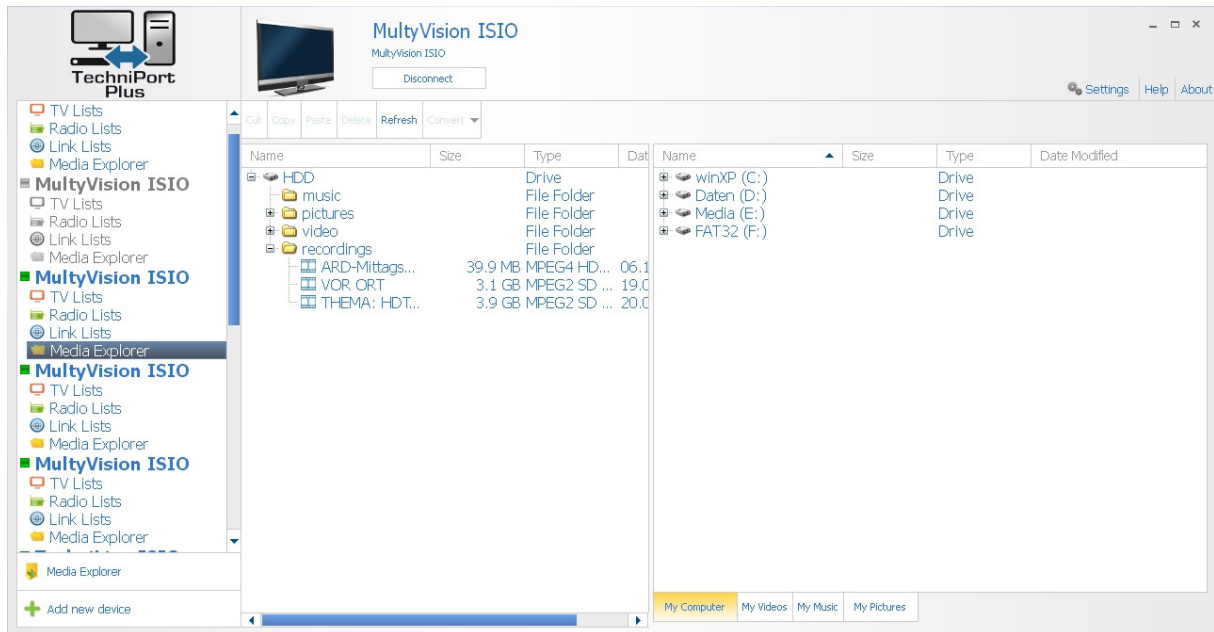 TechniPort
Plus
MultyVision ISIO
MultyVision ISIO
Disconnect
Settings Help About
TV Lists
Radio Lists
Link Lists
Media Explorer
MultyVision ISIO
TV Lists
Radio Lists
Link Lists
Media Explorer
MultyVision ISIO
TV Lists
Radio Lists
Link Lists
Media Explorer
MultyVision ISIO
TV Lists
Radio Lists
Link Lists
Media Explorer
MultyVision ISIO
TV Lists
Radio Lists
Link Lists
Media Explorer
Media Explorer
Add new device
Cut Copy Paste Delete Refresh Convert
Name Size Type Dat
HDD Drive
music File Folder
pictures File Folder
video File Folder
recordings File Folder
ARD-Mittags... 39.9 MB MPEG4 HD... 06.1
VOR ORT 3.1 GB MPEG2 SD ... 19.0
THEMA: HDT... 3.9 GB MPEG2 SD ... 20.0
Name Size Type Date Modified
winXP (C:) Drive
Daten (D:) Drive
Media (E:) Drive
FAT32 (F:) Drive
My Computer My Videos My Music My Pictures